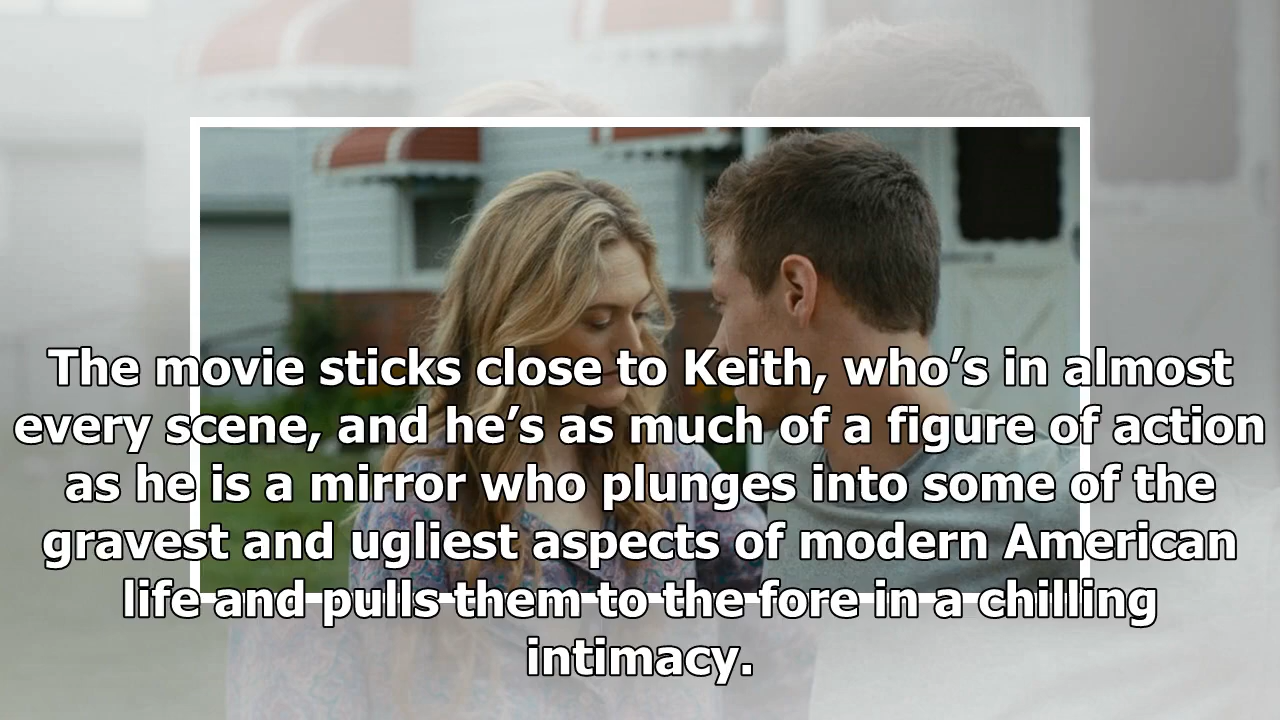 The movie sticks close to Keith, who’s in almost
every scene, and he’s as much of a figure of action
as he is a mirror who plunges into some of the
gravest and ugliest aspects of modern American
life and pulls them to the fore in a chilling
intimacy.